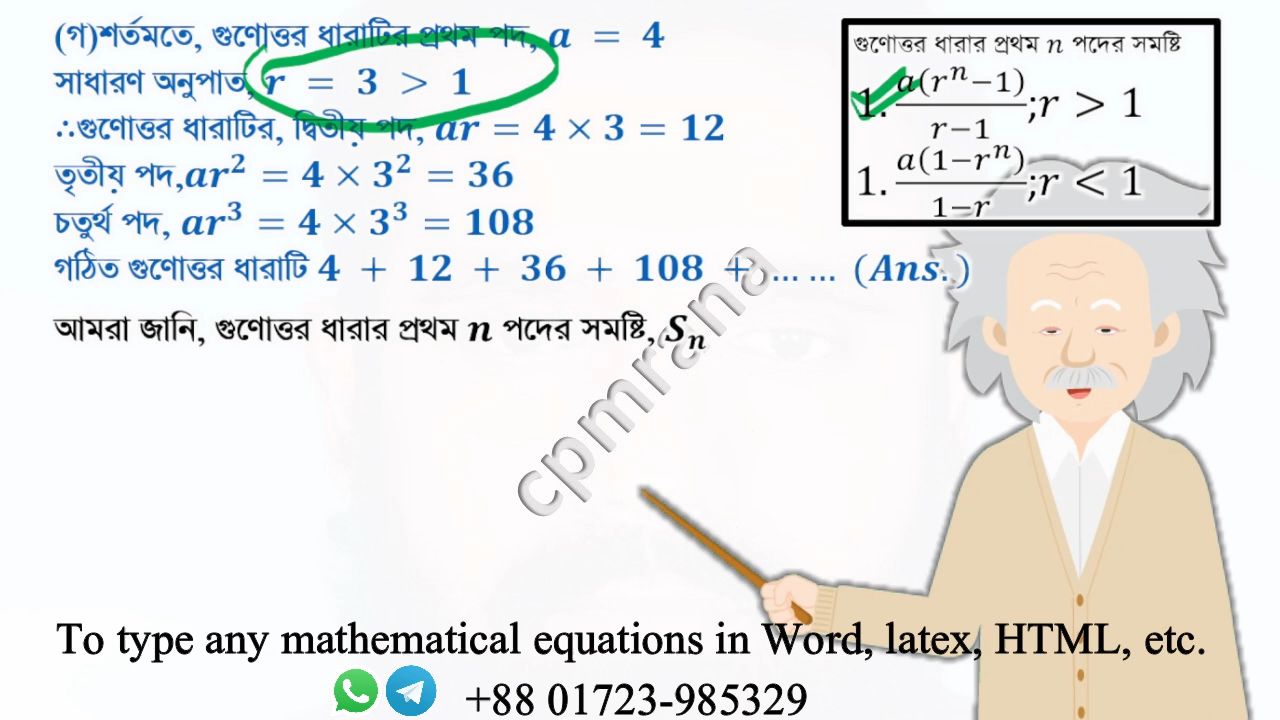 (গ)শর্তমতে, গুণোত্তর ধারাটির প্রথম পদ, a = 4
সাধারণ অনুপাত, r = 3 > 1
∴গুণোত্তর ধারাটির, দ্বিতীয় পদ, ar = 4 × 3 = 12
তৃতীয় পদ,ar² = 4 × 3² = 36
চতুর্থ পদ, ar³ = 4 × 3³ = 108
গঠিত গুণোত্তর ধারাটি 4 + 12 + 36 + 108 + ... ... (Ans.)
আমরা জানি, গুণোত্তর ধারার প্রথম n পদের সমষ্টি, Sₙ
গুণোত্তর ধারার প্রথম n পদের সমষ্টি
1. a(rⁿ−1)/r−1 ;r > 1
1. a(1−rⁿ)/1−r ;r < 1
cpmrana
To type any mathematical equations in Word, latex, HTML, etc.
+88 01723-985329